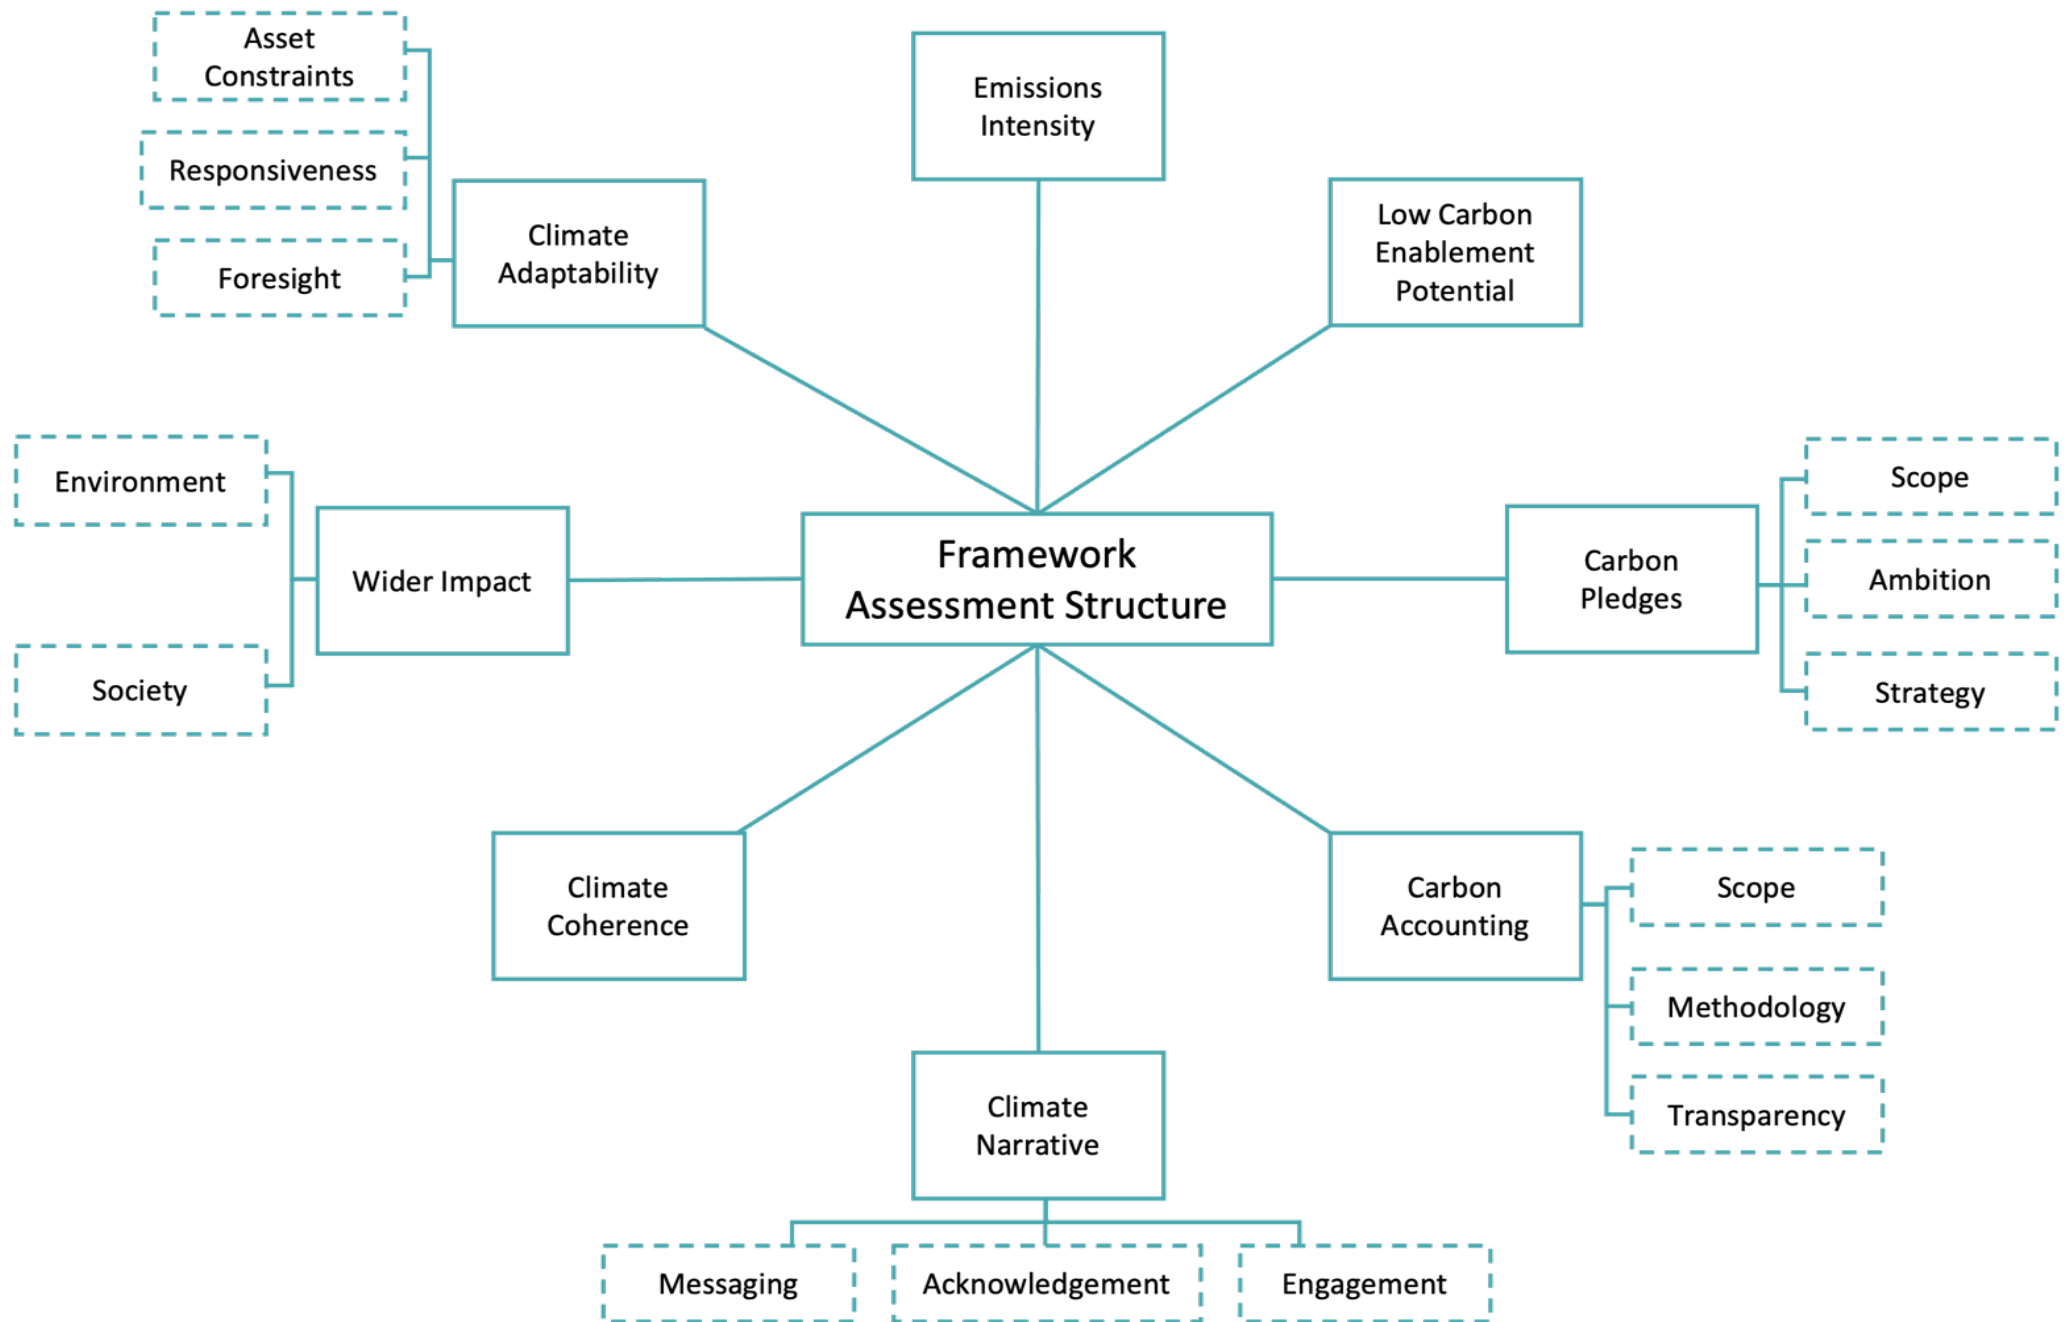 Asset
Constraints
Responsiveness
Foresight
Climate
Adaptability
Emissions
Intensity
Low Carbon
Enablement
Potential
Environment
Society
Wider Impact
Framework
Assessment Structure
Carbon
Pledges
Scope
Ambition
Strategy
Climate
Coherence
Carbon
Accounting
Scope
Methodology
Transparency
Climate
Narrative
Messaging
Acknowledgement
Engagement